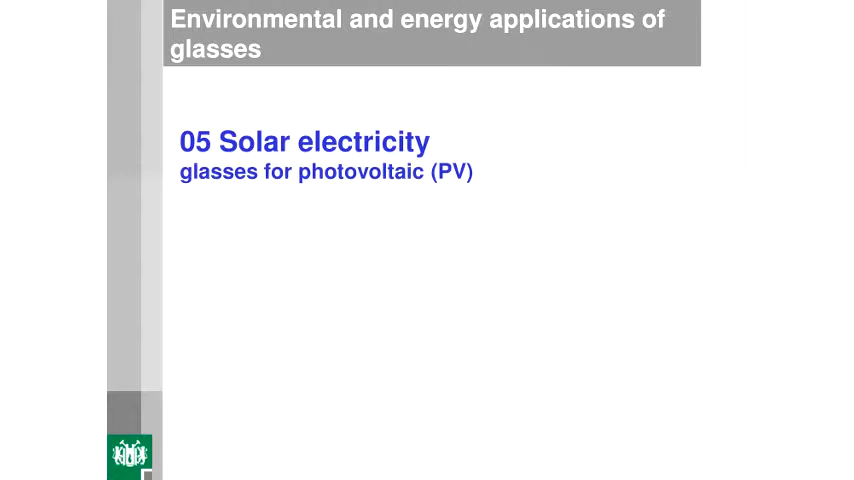 Environmental and energy applications of
glasses
05 Solar electricity
glasses for photovoltaic (PV)